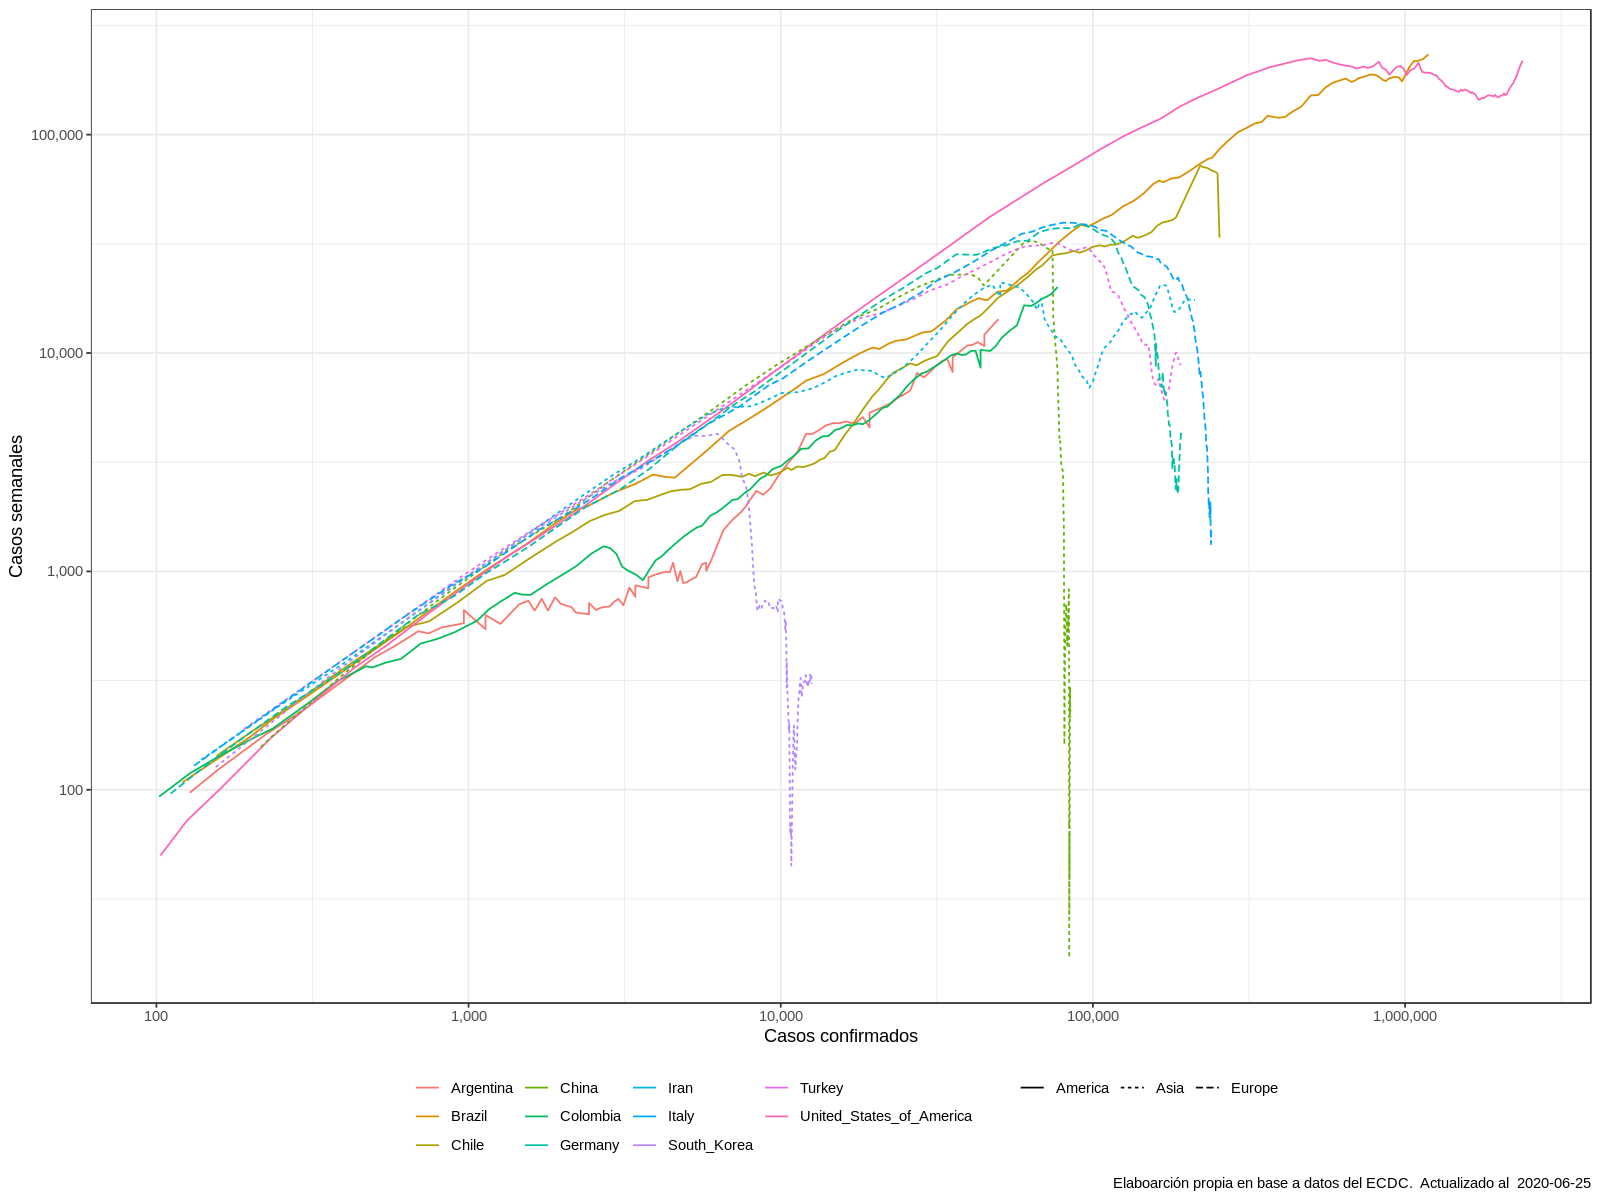 Casos semanales
100,000
10,000
1,000
100
100 1,000 10,000 100,000 1,000,000
Casos confirmados
Argentina China Iran Turkey America Asia Europe
Brazil Colombia Italy United_States_of_America
Chile Germany South_Korea
Elaboarción propia en base a datos del ECDC. Actualizado al 2020-06-25